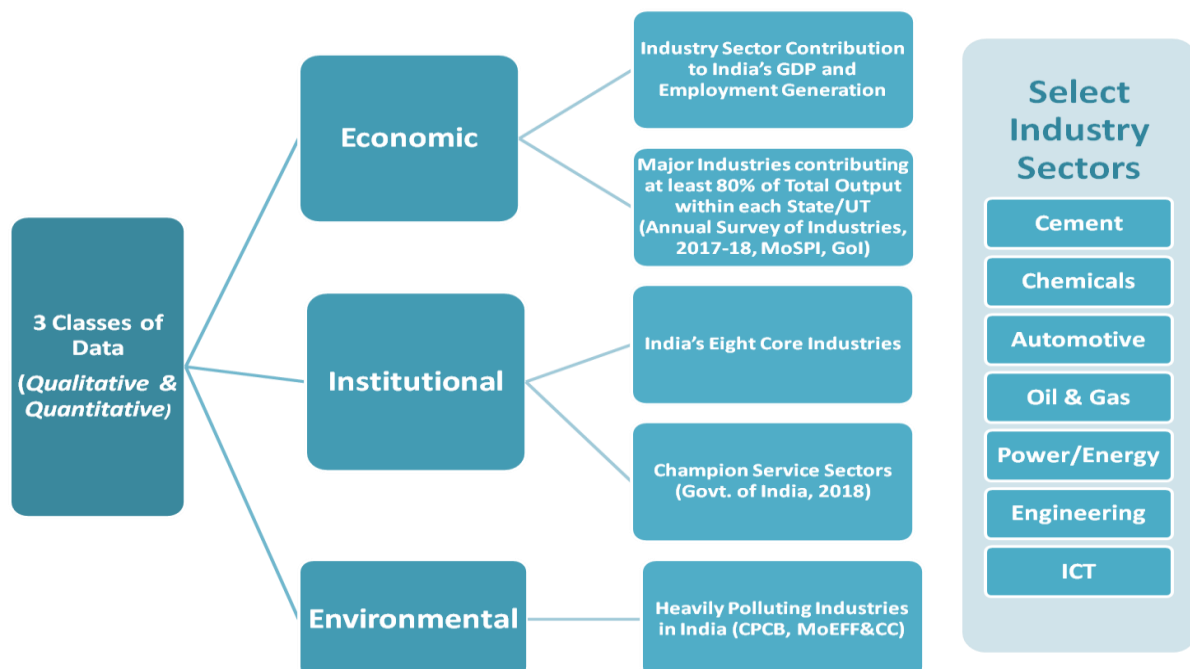 3 Classes of
Data
(Qualitative &
Quantitative)
Economic
Industry Sector Contribution
to India's GDP and
Employment Generation
Major Industries contributing
at least 80% of Total Output
within each State/UT
(Annual Survey of Industries,
2017-18, MoSPI, GoI)
Institutional
India's Eight Core Industries
Champion Service Sectors
(Govt. of India, 2018)
Environmental
Heavily Polluting Industries
in India (CPCB, MoEFF&CC)
Select
Industry
Sectors
Cement
Chemicals
Automotive
Oil & Gas
Power/Energy
Engineering
ICT